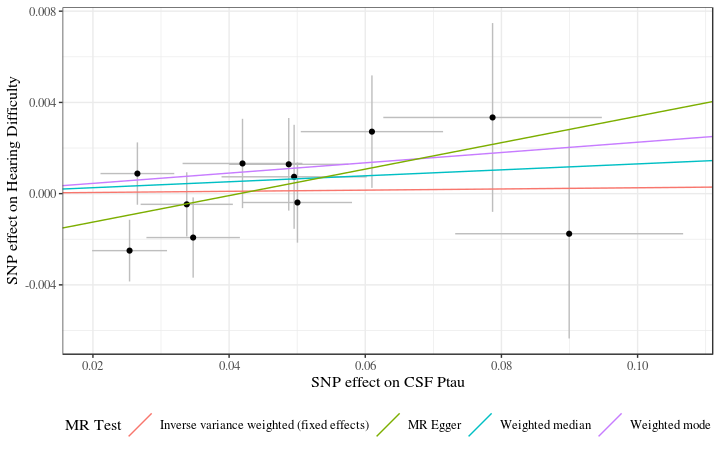 SNP effect on Hearing Difficulty
0.008
0.004
0.000
-0.004
0.02 0.04 0.06 0.08 0.10
SNP effect on CSF Ptau
MR Test Inverse variance weighted (fixed effects) MR Egger Weighted median Weighted mode